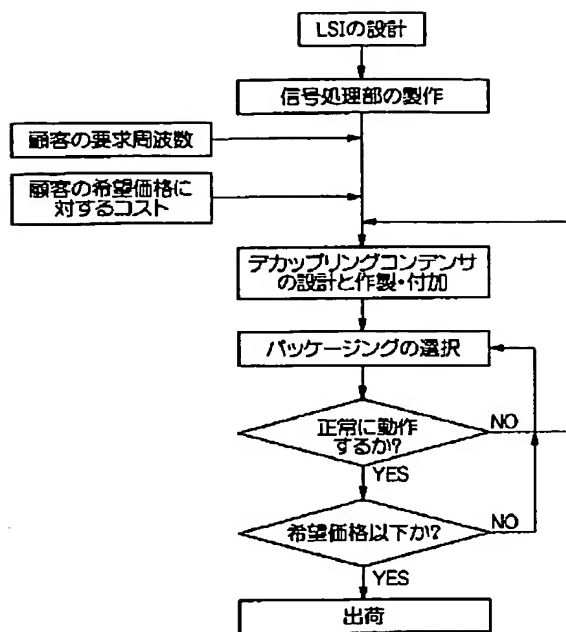 LSIの設計
信号処理部の製作
顧客の要求周波数
顧客の希望価格に
対するコスト
デカップリングコンデンサ
の設計と作製・付加
パッケージングの選択
正常に動作
するか?
NO
YES
希望価格以下か?
NO
YES
出荷